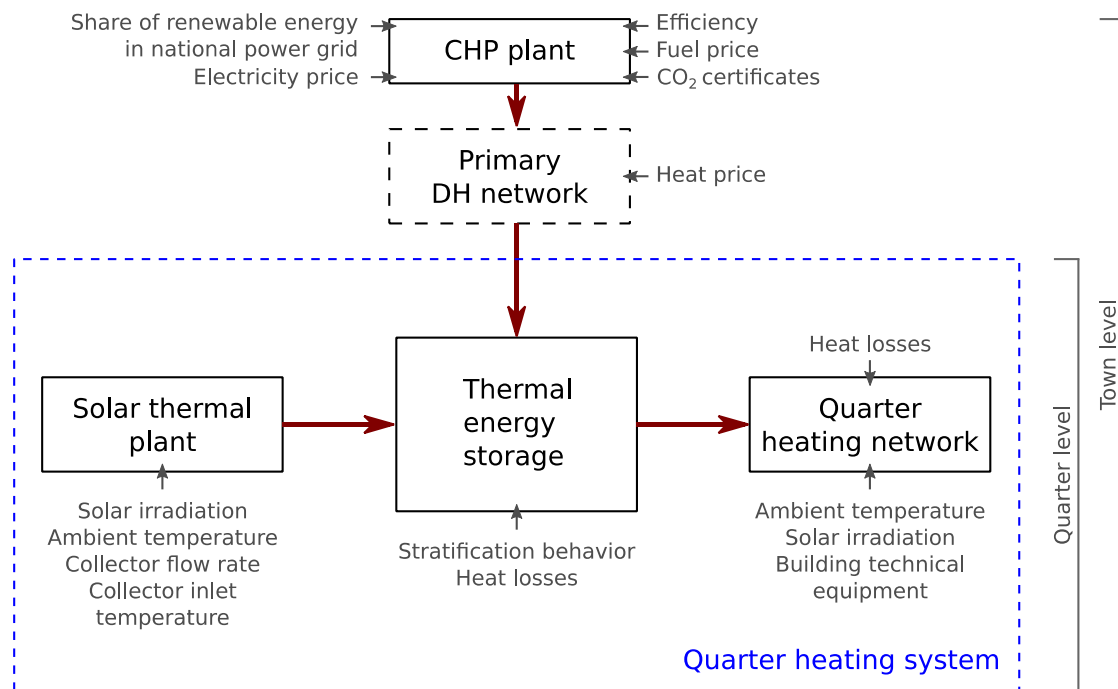 Share of renewable energy
in national power grid
Electricity price
CHP plant
Efficiency
Fuel price
CO₂ certificates
Primary
DH network
Heat price
Solar thermal
plant
Solar irradiation
Ambient temperature
Collector flow rate
Collector inlet
temperature
Thermal
energy
storage
Stratification behavior
Heat losses
Heat losses
Quarter
heating network
Ambient temperature
Solar irradiation
Building technical
equipment
Quarter heating system
Quarter level
Town level